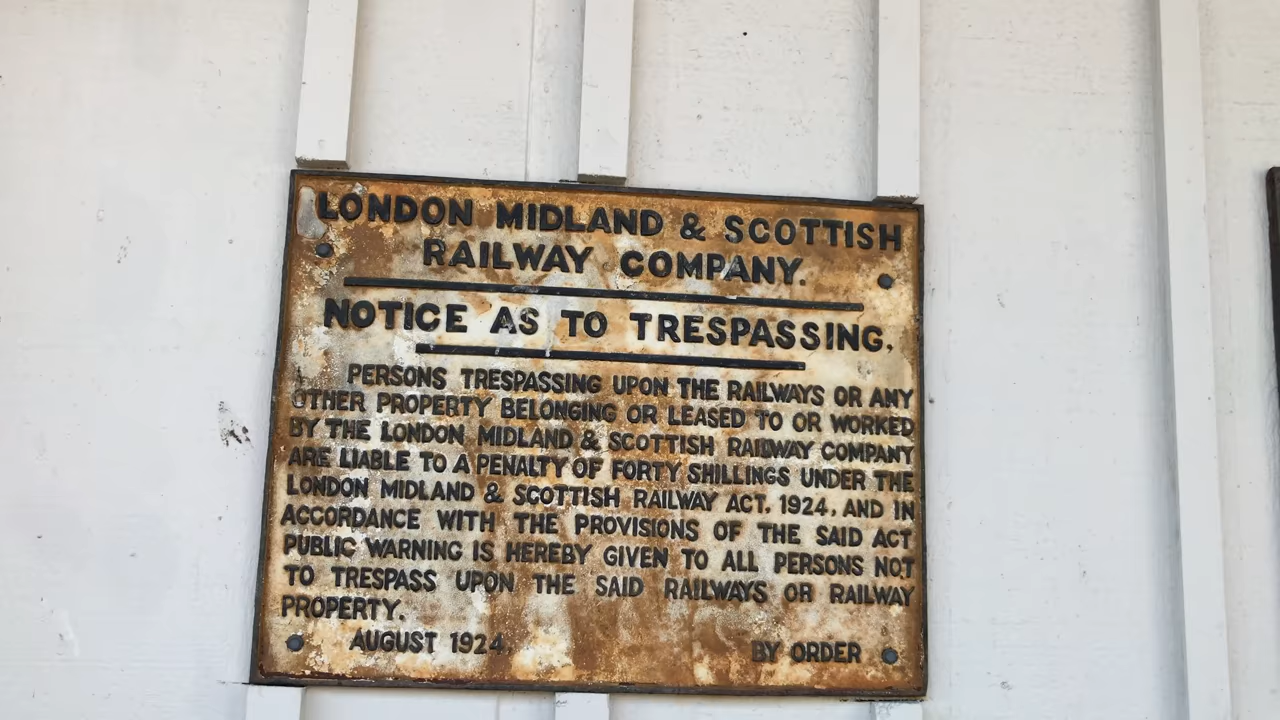 LONDON MIDLAND & SCOTTISH
RAILWAY COMPANY.
NOTICE AS TO TRESPASSING.
PERSONS TRESPASSING UPON THE RAILWAYS OR ANY
OTHER PROPERTY BELONGING OR LEASED TO OR WORKED
BY THE LONDON MIDLAND & SCOTTISH RAILWAY COMPANY
ARE LIABLE TO A PENALTY OF FORTY SHILLINGS UNDER THE
LONDON MIDLAND & SCOTTISH RAILWAY ACT, 1924, AND IN
ACCORDANCE WITH THE PROVISIONS OF THE SAID ACT
PUBLIC WARNING IS HEREBY GIVEN TO ALL PERSONS NOT
TO TRESPASS UPON THE SAID RAILWAYS OR RAILWAY
PROPERTY.
AUGUST 1924. BY ORDER